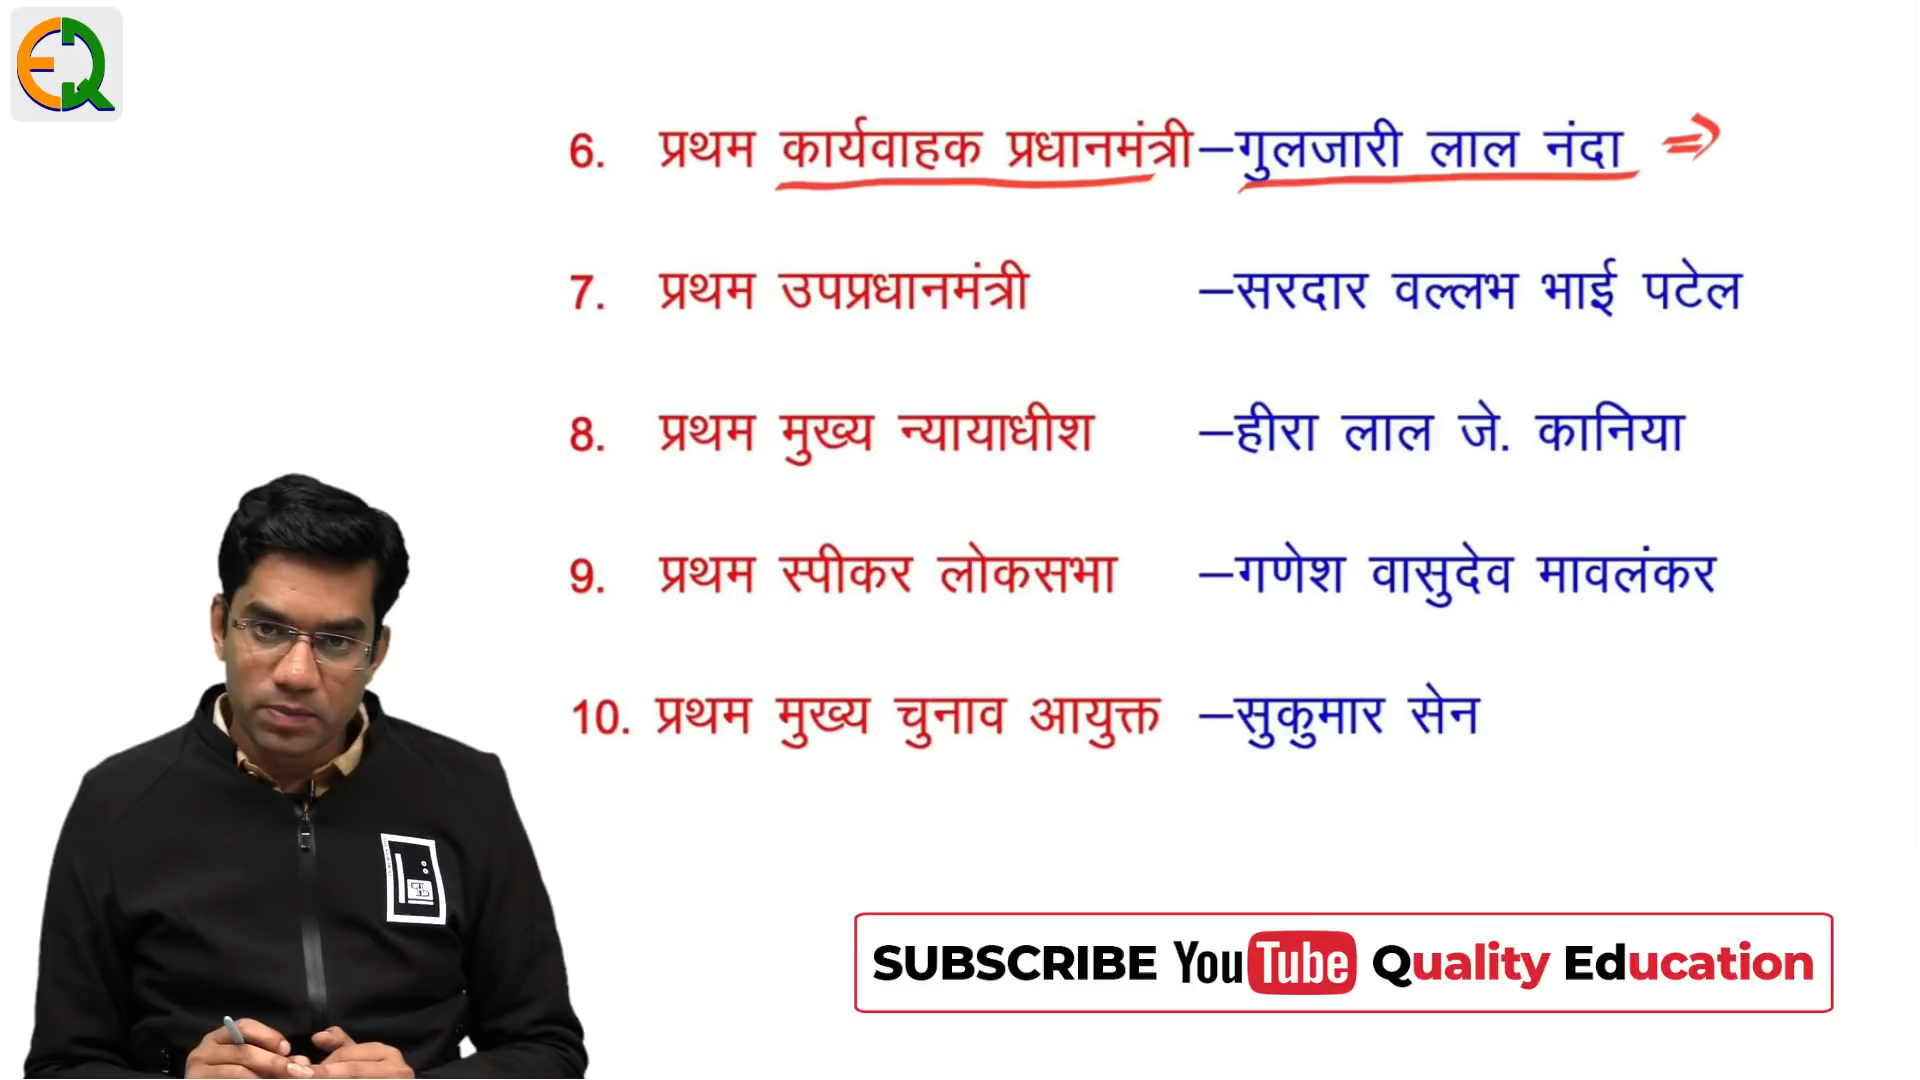 EQ
6. प्रथम कार्यवाहक प्रधानमंत्री –गुलजारी लाल नंदा ⇒
7. प्रथम उपप्रधानमंत्री –सरदार वल्लभ भाई पटेल
8. प्रथम मुख्य न्यायाधीश –हीरा लाल जे. कानिया
9. प्रथम स्पीकर लोकसभा –गणेश वासुदेव मावलंकर
10. प्रथम मुख्य चुनाव आयुक्त –सुकुमार सेन
SUBSCRIBE YouTube Quality Education